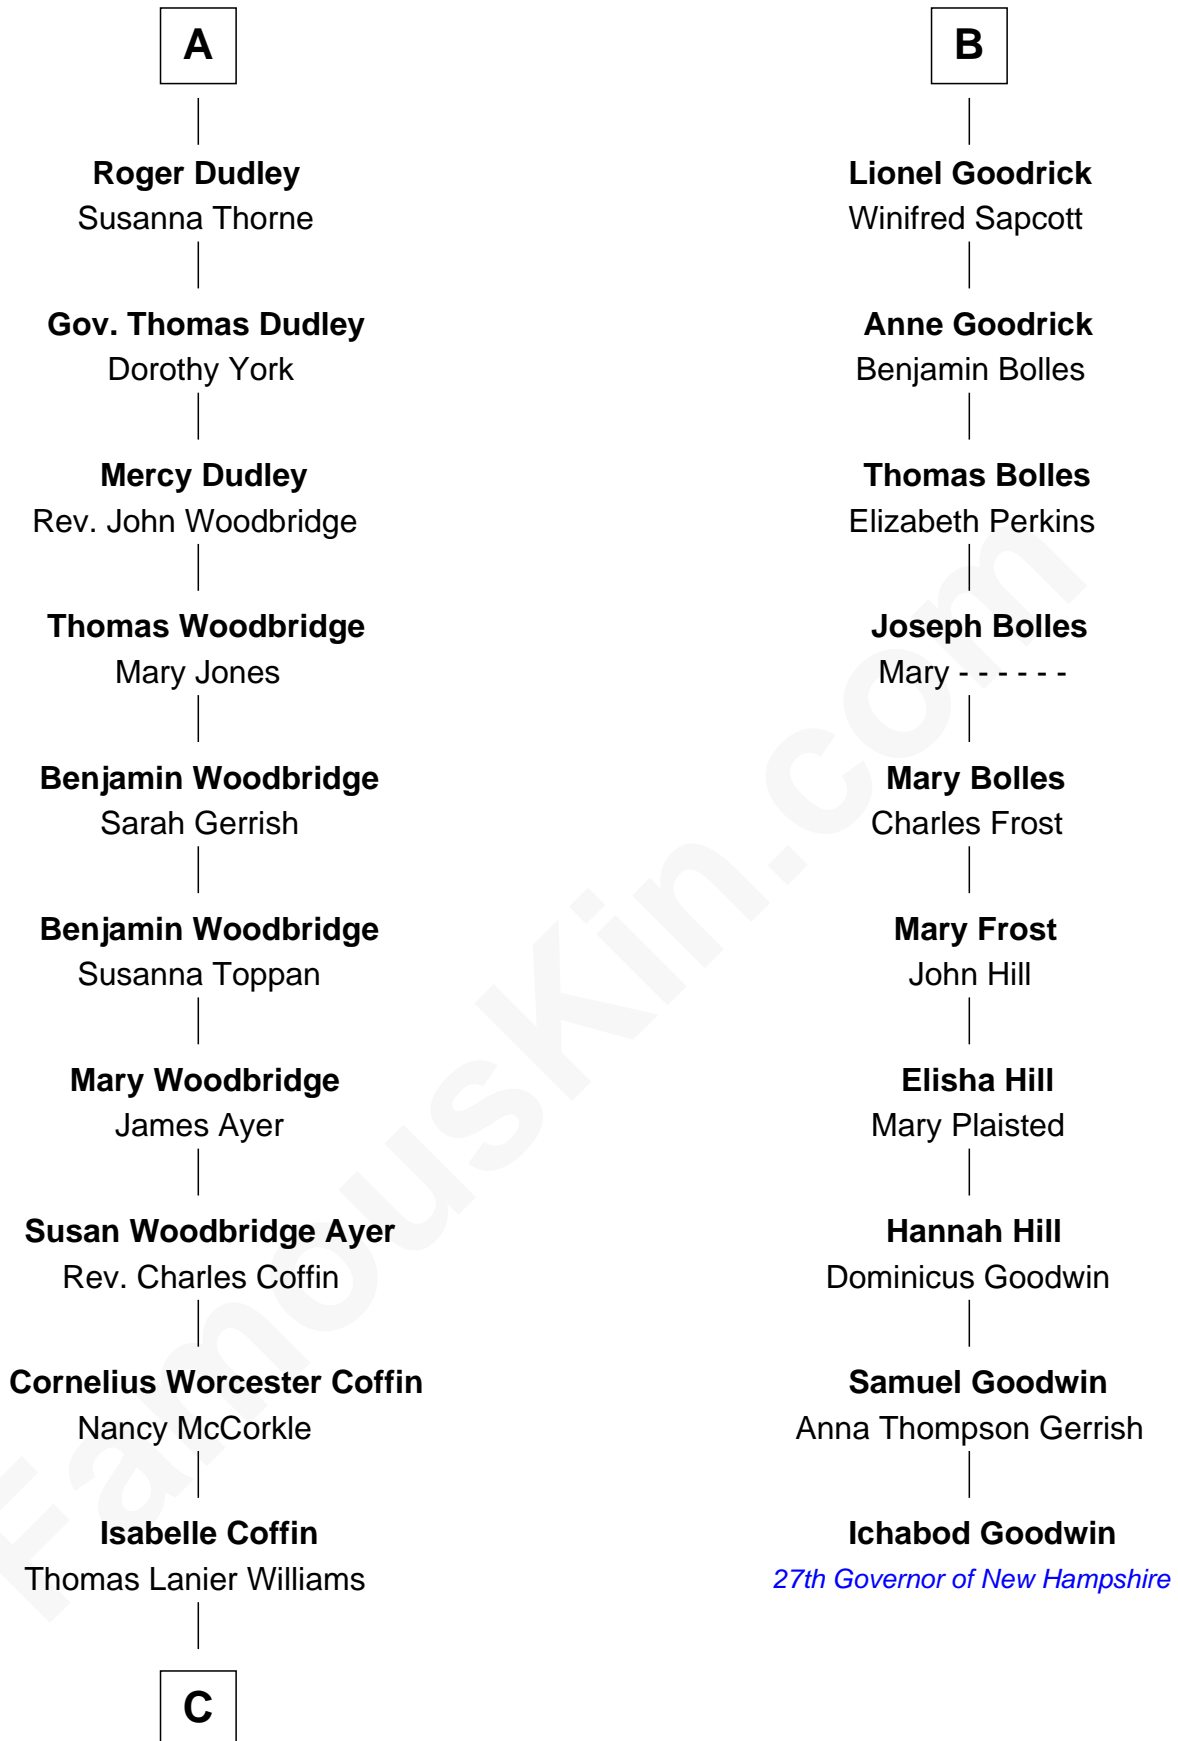 A
Roger Dudley
Susanna Thorne
Gov. Thomas Dudley
Dorothy York
Mercy Dudley
Rev. John Woodbridge
Thomas Woodbridge
Mary Jones
Benjamin Woodbridge
Sarah Gerrish
Benjamin Woodbridge
Susanna Toppan
Mary Woodbridge
James Ayer
Susan Woodbridge Ayer
Rev. Charles Coffin
Cornelius Worcester Coffin
Nancy McCorkle
Isabelle Coffin
Thomas Lanier Williams
C
B
Lionel Goodrick
Winifred Sapcott
Anne Goodrick
Benjamin Bolles
Thomas Bolles
Elizabeth Perkins
Joseph Bolles
Mary - - - - - -
Mary Bolles
Charles Frost
Mary Frost
John Hill
Elisha Hill
Mary Plaisted
Hannah Hill
Dominicus Goodwin
Samuel Goodwin
Anna Thompson Gerrish
Ichabod Goodwin
27th Governor of New Hampshire
FamousKin.com